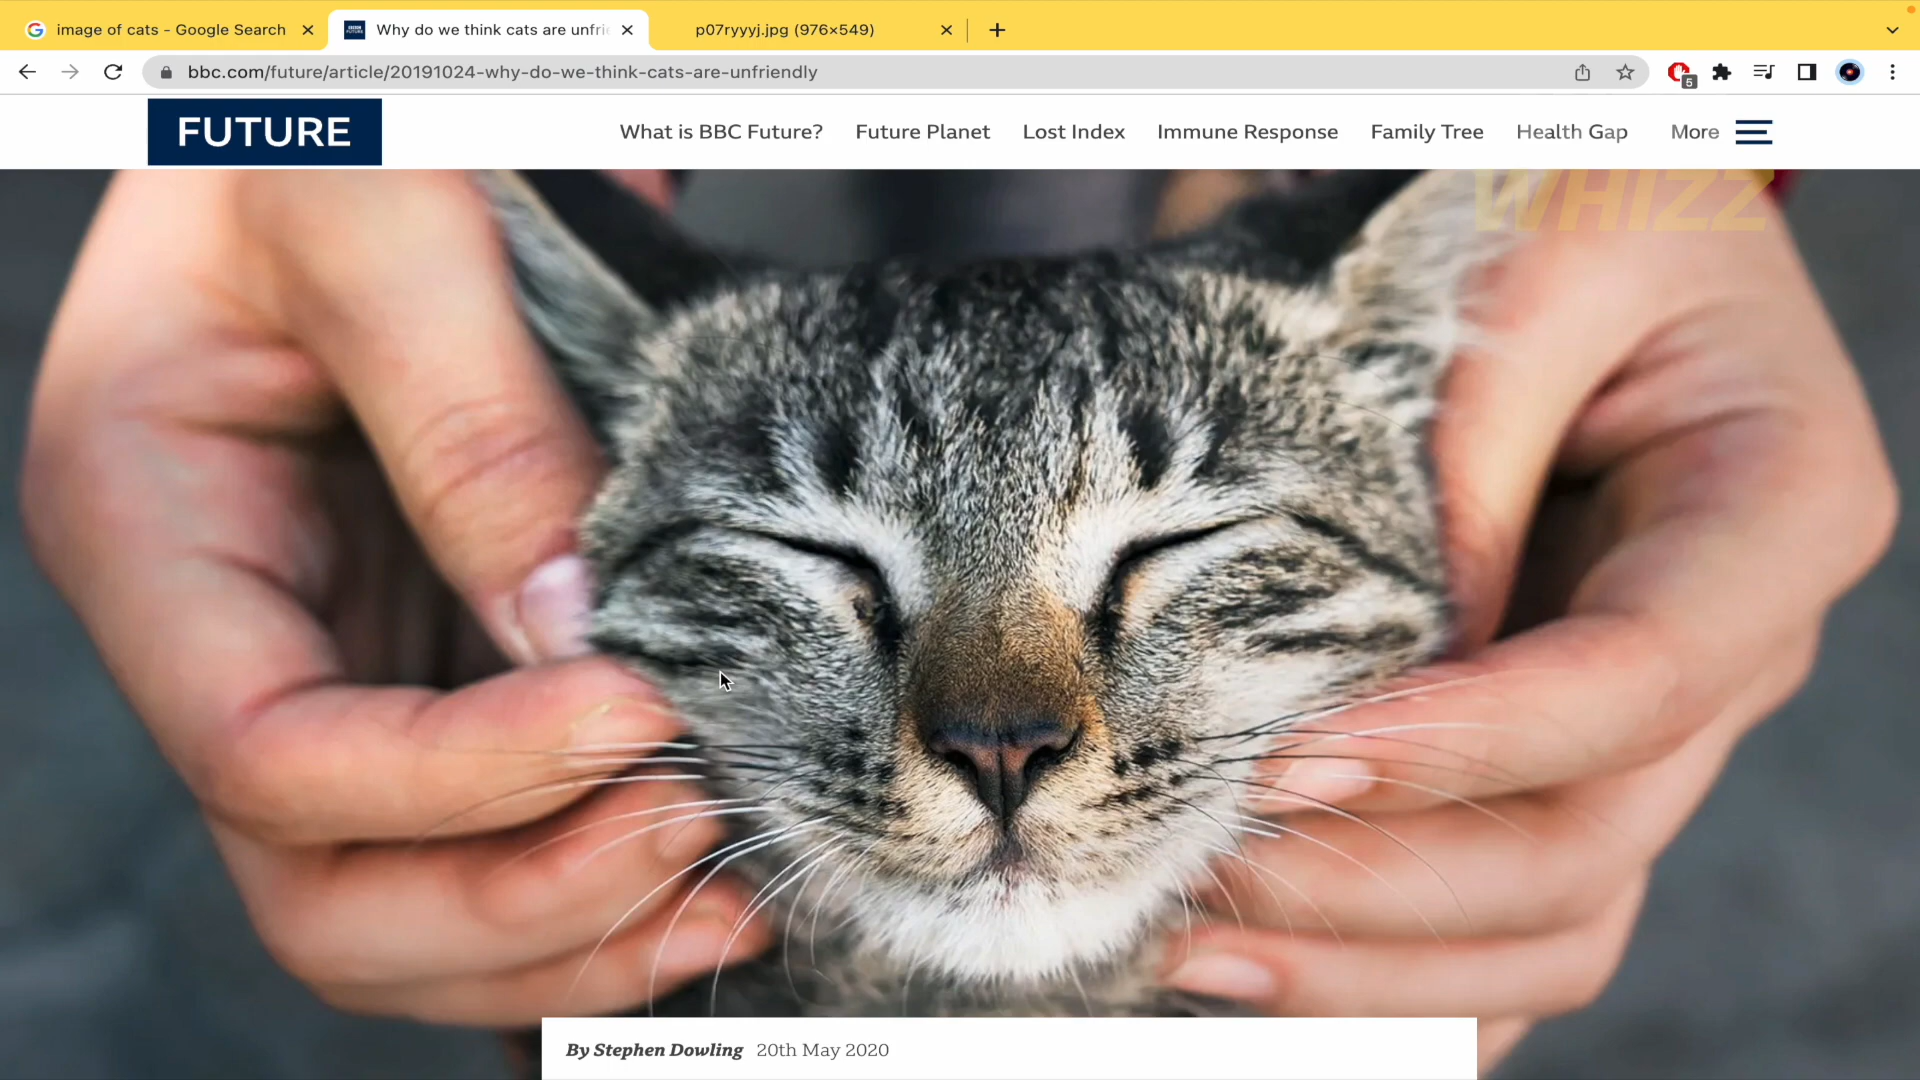 image of cats - Google Search
Why do we think cats are unfri
p07ryyyj.jpg (976×549)
bbc.com/future/article/20191024-why-do-we-think-cats-are-unfriendly
5
FUTURE
What is BBC Future?
Future Planet
Lost Index
Immune Response
Family Tree
Health Gap
More
WHIZZ
By Stephen Dowling 20th May 2020